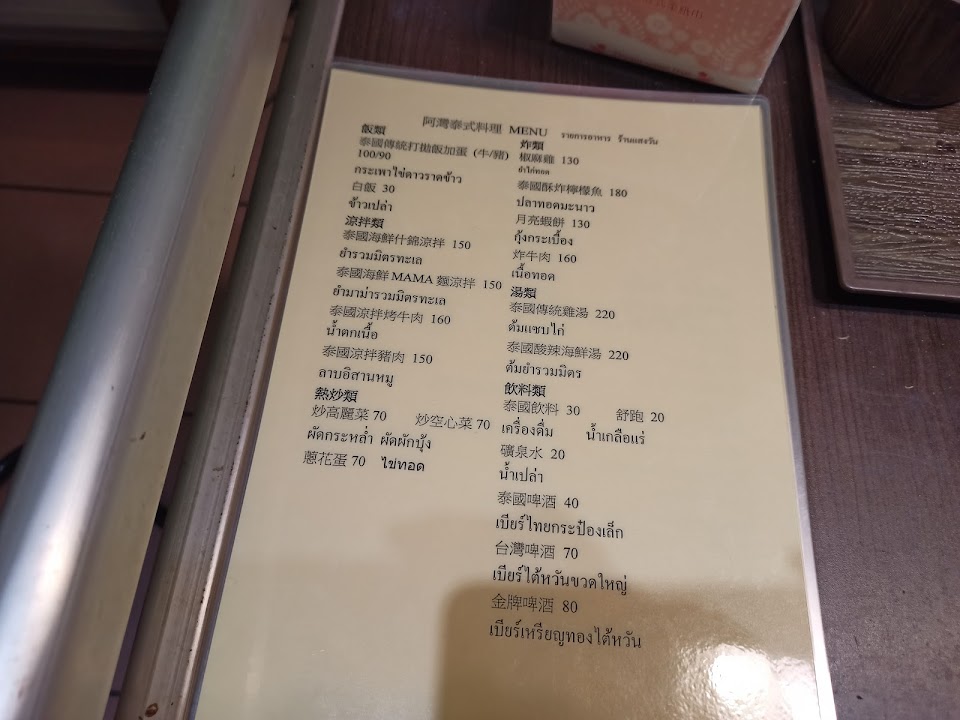 阿灣泰式料理 MENU รายการอาหาร ร้านแสงวัน
飯類
泰國傳統打拋飯加蛋 (牛/豬)
100/90
กระเพาไข่ดาวราดข้าว
白飯 30
ข้าวเปล่า
涼拌類
泰國海鮮什錦涼拌 150
ยำรวมมิตรทะเล
泰國海鮮 MAMA 麵涼拌 150
ยำมาม่ารวมมิตรทะเล
泰國涼拌烤牛肉 160
น้ำตกเนื้อ
泰國涼拌豬肉 150
ลาบอิสานหมู
熱炒類
炒高麗菜 70 炒空心菜 70
ผัดกระหล่ำ ผัดผักบุ้ง
蔥花蛋 70 ไข่ทอด
炸類
椒麻雞 130
ยำไก่ทอด
泰國酥炸檸檬魚 180
ปลาทอดมะนาว
月亮蝦餅 130
กุ้งกระเบื้อง
炸牛肉 160
เนื้อทอด
湯類
泰國傳統雞湯 220
ต้มแซบไก่
泰國酸辣海鮮湯 220
ต้มยำรวมมิตร
飲料類
泰國飲料 30 舒跑 20
เครื่องดื่ม น้ำเกลือแร่
礦泉水 20
น้ำเปล่า
泰國啤酒 40
เบียร์ไทยกระป๋องเล็ก
台灣啤酒 70
เบียร์ไต้หวันขวดใหญ่
金牌啤酒 80
เบียร์เหรียญทองไต้หวัน